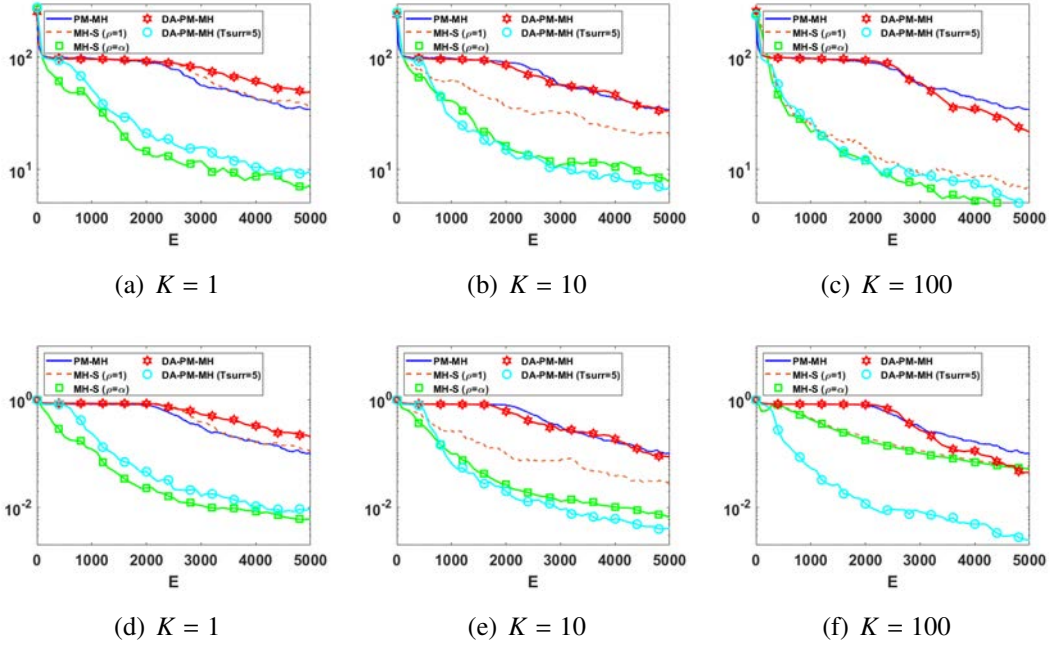 PM-MH DA-PM-MH
MH-S (ρ=1) DA-PM-MH (Tsurr=5)
MH-S (ρ=α)
10^2
10^1
0 1000 2000 3000 4000 5000
E
(a) K = 1
PM-MH DA-PM-MH
MH-S (ρ=1) DA-PM-MH (Tsurr=5)
MH-S (ρ=α)
10^2
10^1
0 1000 2000 3000 4000 5000
E
(b) K = 10
PM-MH DA-PM-MH
MH-S (ρ=1) DA-PM-MH (Tsurr=5)
MH-S (ρ=α)
10^2
10^1
0 1000 2000 3000 4000 5000
E
(c) K = 100
PM-MH DA-PM-MH
MH-S (ρ=1) DA-PM-MH (Tsurr=5)
MH-S (ρ=α)
10^0
10^-2
0 1000 2000 3000 4000 5000
E
(d) K = 1
PM-MH DA-PM-MH
MH-S (ρ=1) DA-PM-MH (Tsurr=5)
MH-S (ρ=α)
10^0
10^-2
0 1000 2000 3000 4000 5000
E
(e) K = 10
PM-MH DA-PM-MH
MH-S (ρ=1) DA-PM-MH (Tsurr=5)
MH-S (ρ=α)
10^0
10^-2
0 1000 2000 3000 4000 5000
E
(f) K = 100